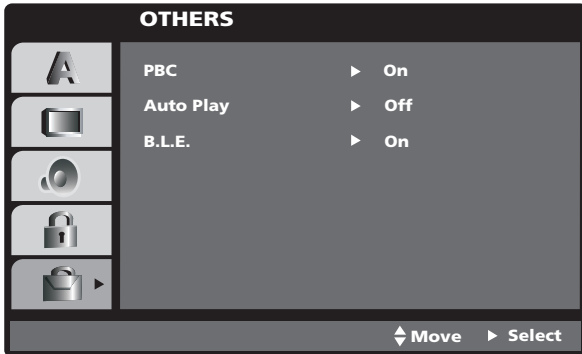 OTHERS
PBC ▶ On
Auto Play ▶ Off
B.L.E. ▶ On
Move ▶ Select